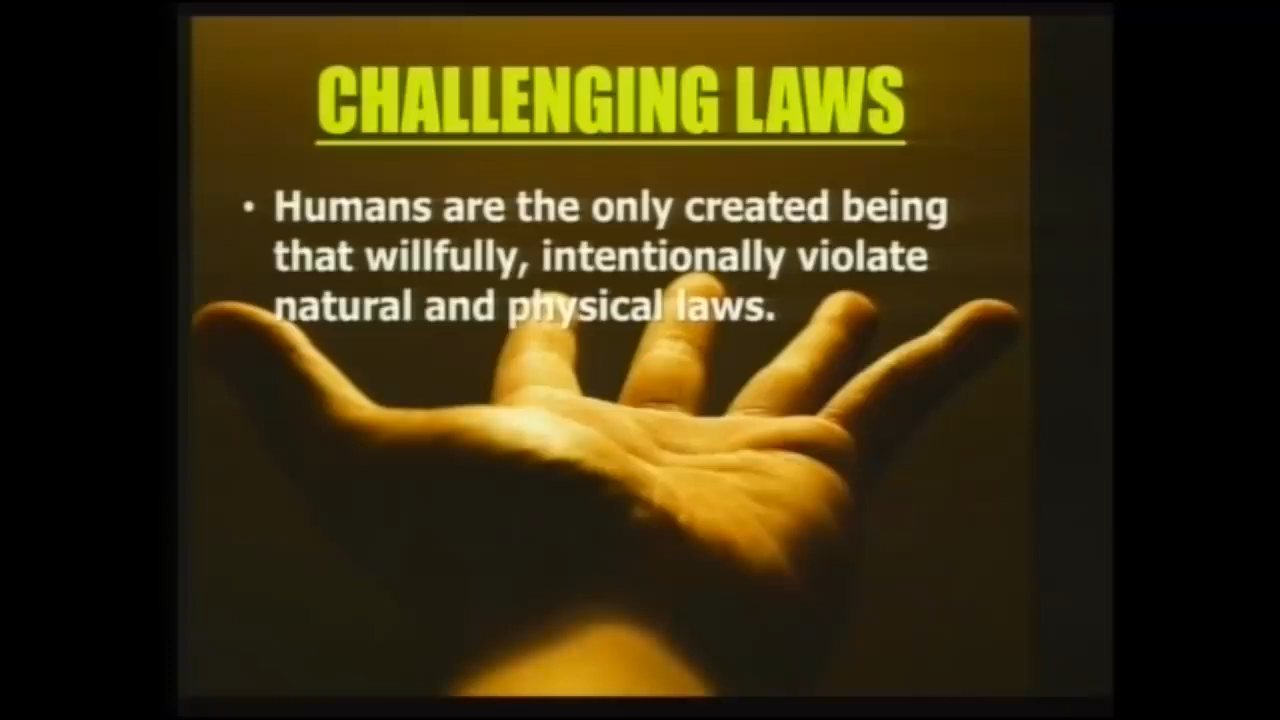 CHALLENGING LAWS
• Humans are the only created being
that willfully, intentionally violate
natural and physical laws.